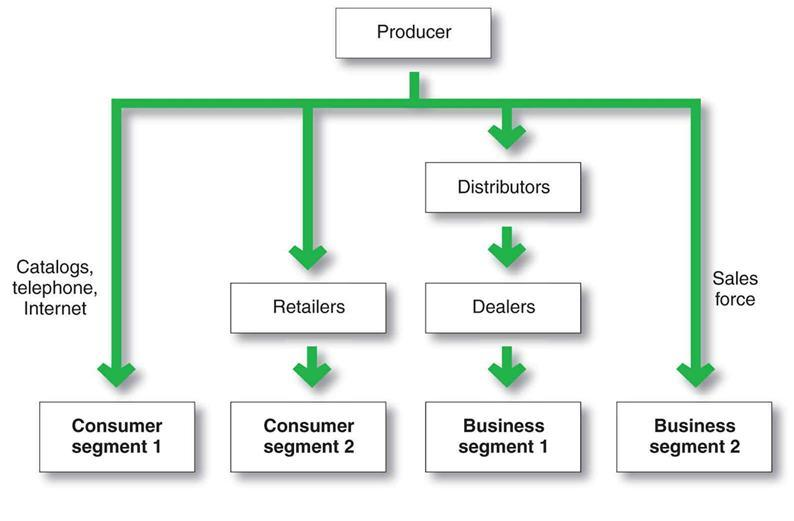 Producer
Distributors
Catalogs,
telephone,
Internet
Sales
force
Retailers
Dealers
Consumer
segment 1
Consumer
segment 2
Business
segment 1
Business
segment 2